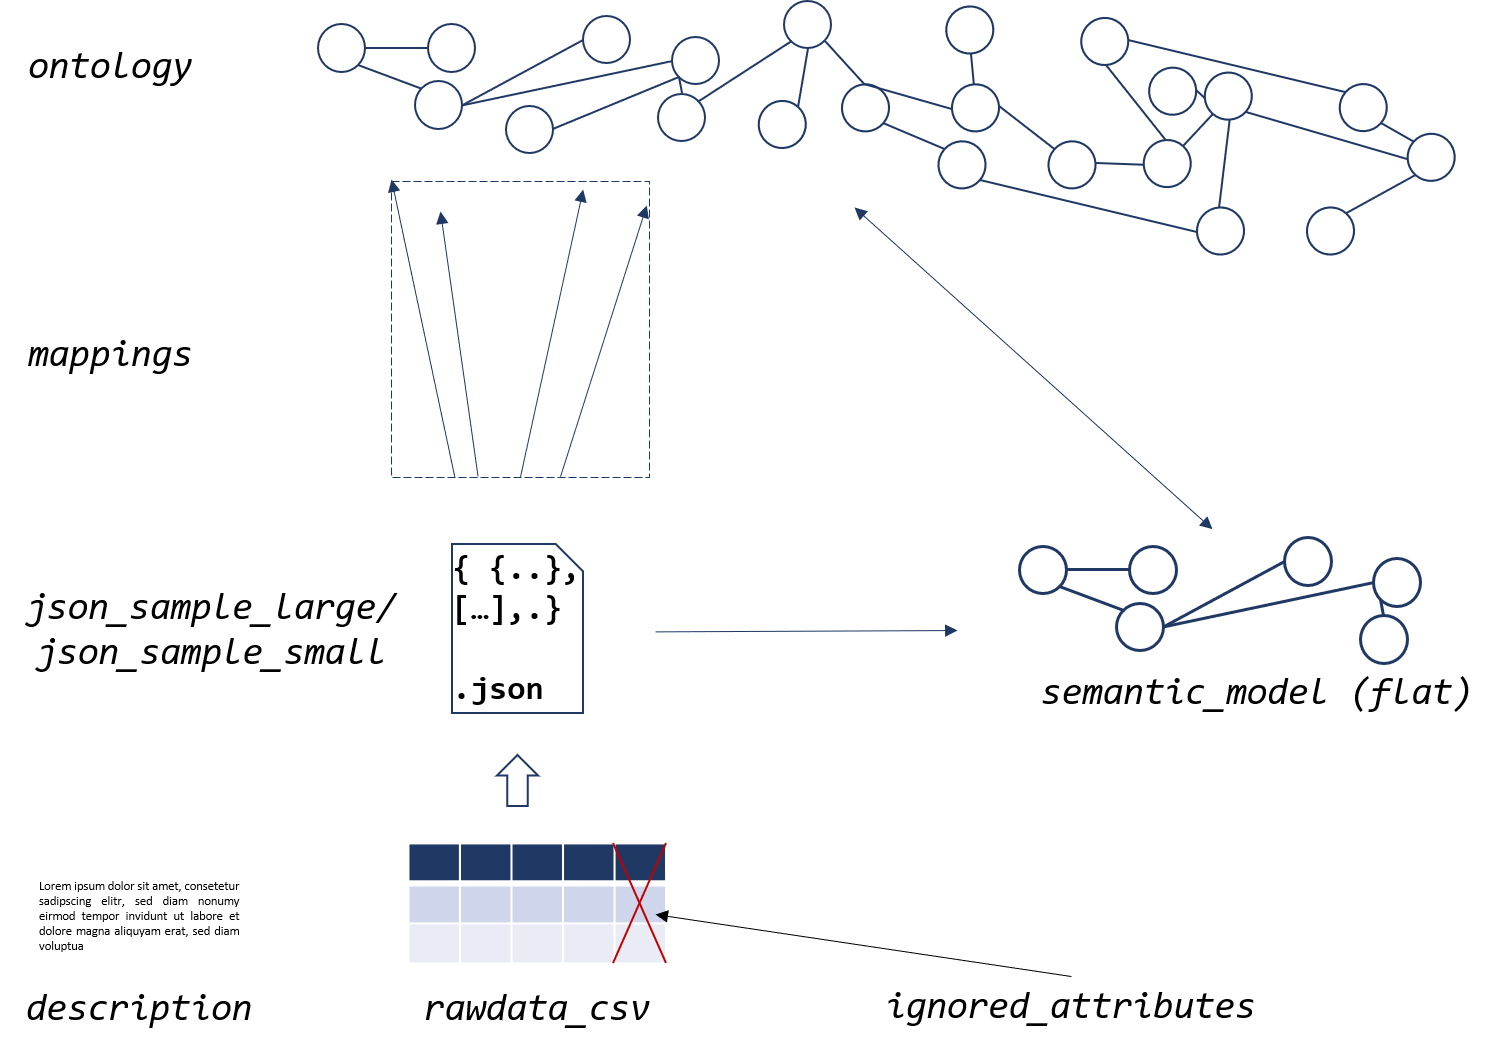 ontology
mappings
json_sample_large/
json_sample_small
{ {..},
[…],.}
.json
semantic_model (flat)
Lorem ipsum dolor sit amet, consetetur
sadipscing elitr, sed diam nonumy
eirmod tempor invidunt ut labore et
dolore magna aliquyam erat, sed diam
voluptua
description
rawdata_csv
ignored_attributes